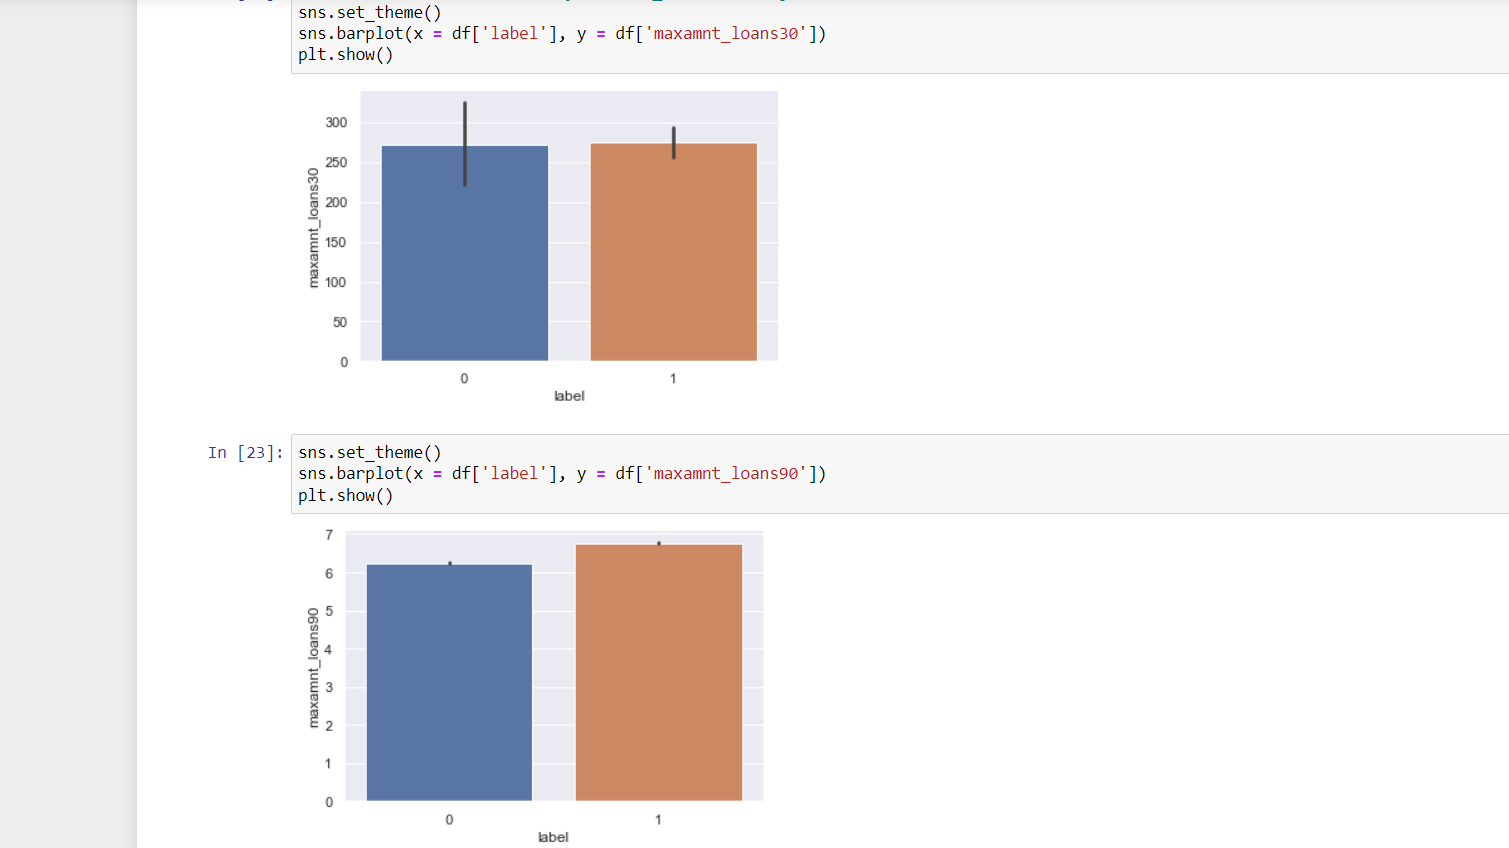 sns.set_theme()
sns.barplot(x = df['label'], y = df['maxamnt_loans30'])
plt.show()
300
250
200
150
100
50
0
maxamnt_loans30
0 1
label
In [23]: sns.set_theme()
sns.barplot(x = df['label'], y = df['maxamnt_loans90'])
plt.show()
7
6
5
4
3
2
1
0
maxamnt_loans90
0 1
label